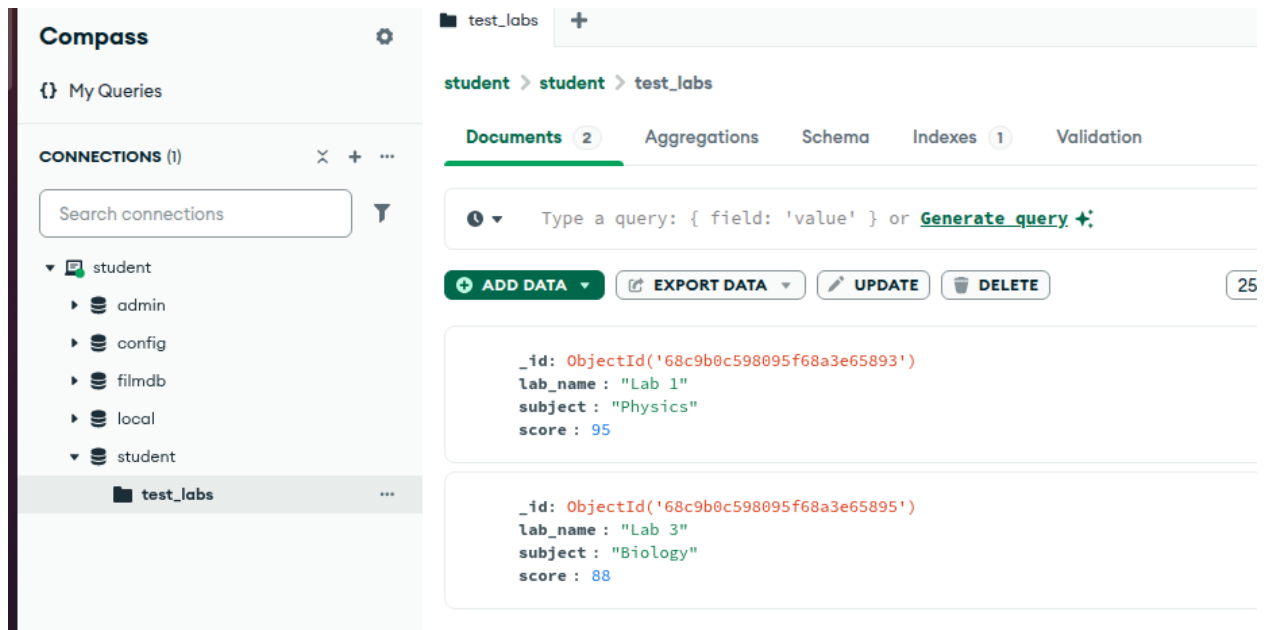 Compass
{} My Queries
CONNECTIONS (1)
Search connections
student
admin
config
filmdb
local
student
test_labs
test_labs
student > student > test_labs
Documents 2 Aggregations Schema Indexes 1 Validation
Type a query: { field: 'value' } or Generate query
ADD DATA EXPORT DATA UPDATE DELETE 25
_id: ObjectId('68c9b0c598095f68a3e65893')
lab_name : "Lab 1"
subject : "Physics"
score : 95
_id: ObjectId('68c9b0c598095f68a3e65895')
lab_name : "Lab 3"
subject : "Biology"
score : 88